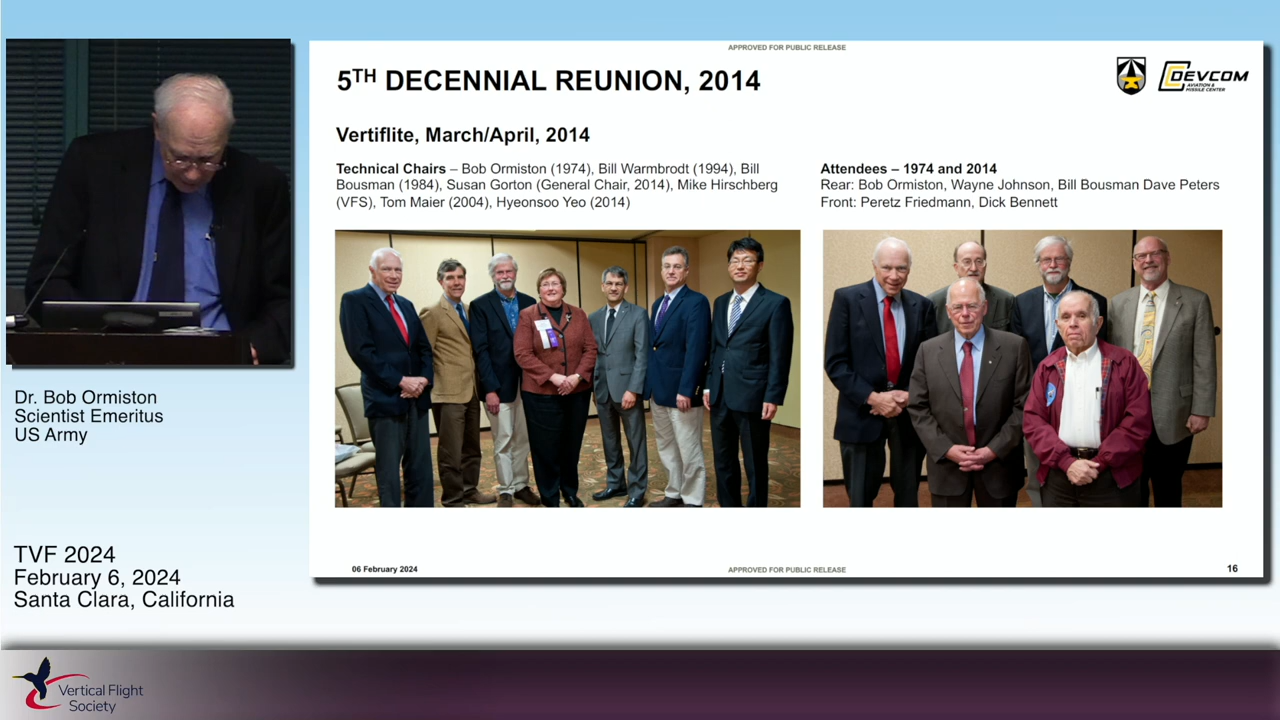 APPROVED FOR PUBLIC RELEASE
5TH DECENNIAL REUNION, 2014
DEVCOM
AVIATION &
MISSILE CENTER
Vertiflite, March/April, 2014
Technical Chairs – Bob Ormiston (1974), Bill Warmbrodt (1994), Bill
Bousman (1984), Susan Gorton (General Chair, 2014), Mike Hirschberg
(VFS), Tom Maier (2004), Hyeonsoo Yeo (2014)
Attendees – 1974 and 2014
Rear: Bob Ormiston, Wayne Johnson, Bill Bousman Dave Peters
Front: Peretz Friedmann, Dick Bennett
06 February 2024
APPROVED FOR PUBLIC RELEASE
16
Dr. Bob Ormiston
Scientist Emeritus
US Army
TVF 2024
February 6, 2024
Santa Clara, California
Vertical Flight
Society